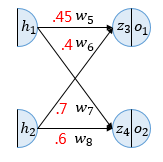 .45 w₅
h₁ z₃ o₁
.4 w₆
.7 w₇
h₂ z₄ o₂
.6 w₈